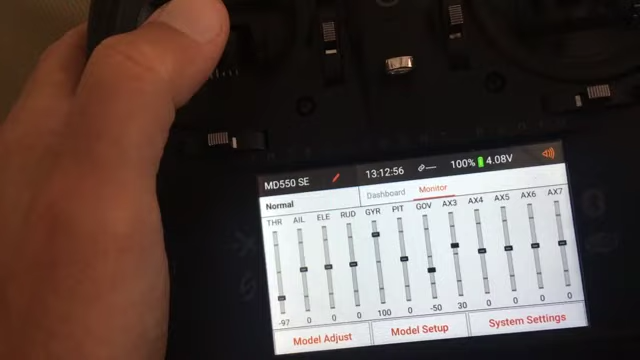 MD550 SE 13:12:56 --- 100% 4.08V
Normal Dashboard Monitor
THR AIL ELE RUD GYR PIT GOV AX3 AX4 AX5 AX6 AX7
-97 0 0 0 100 0 -50 30 0 0 0 0
Model Adjust Model Setup System Settings